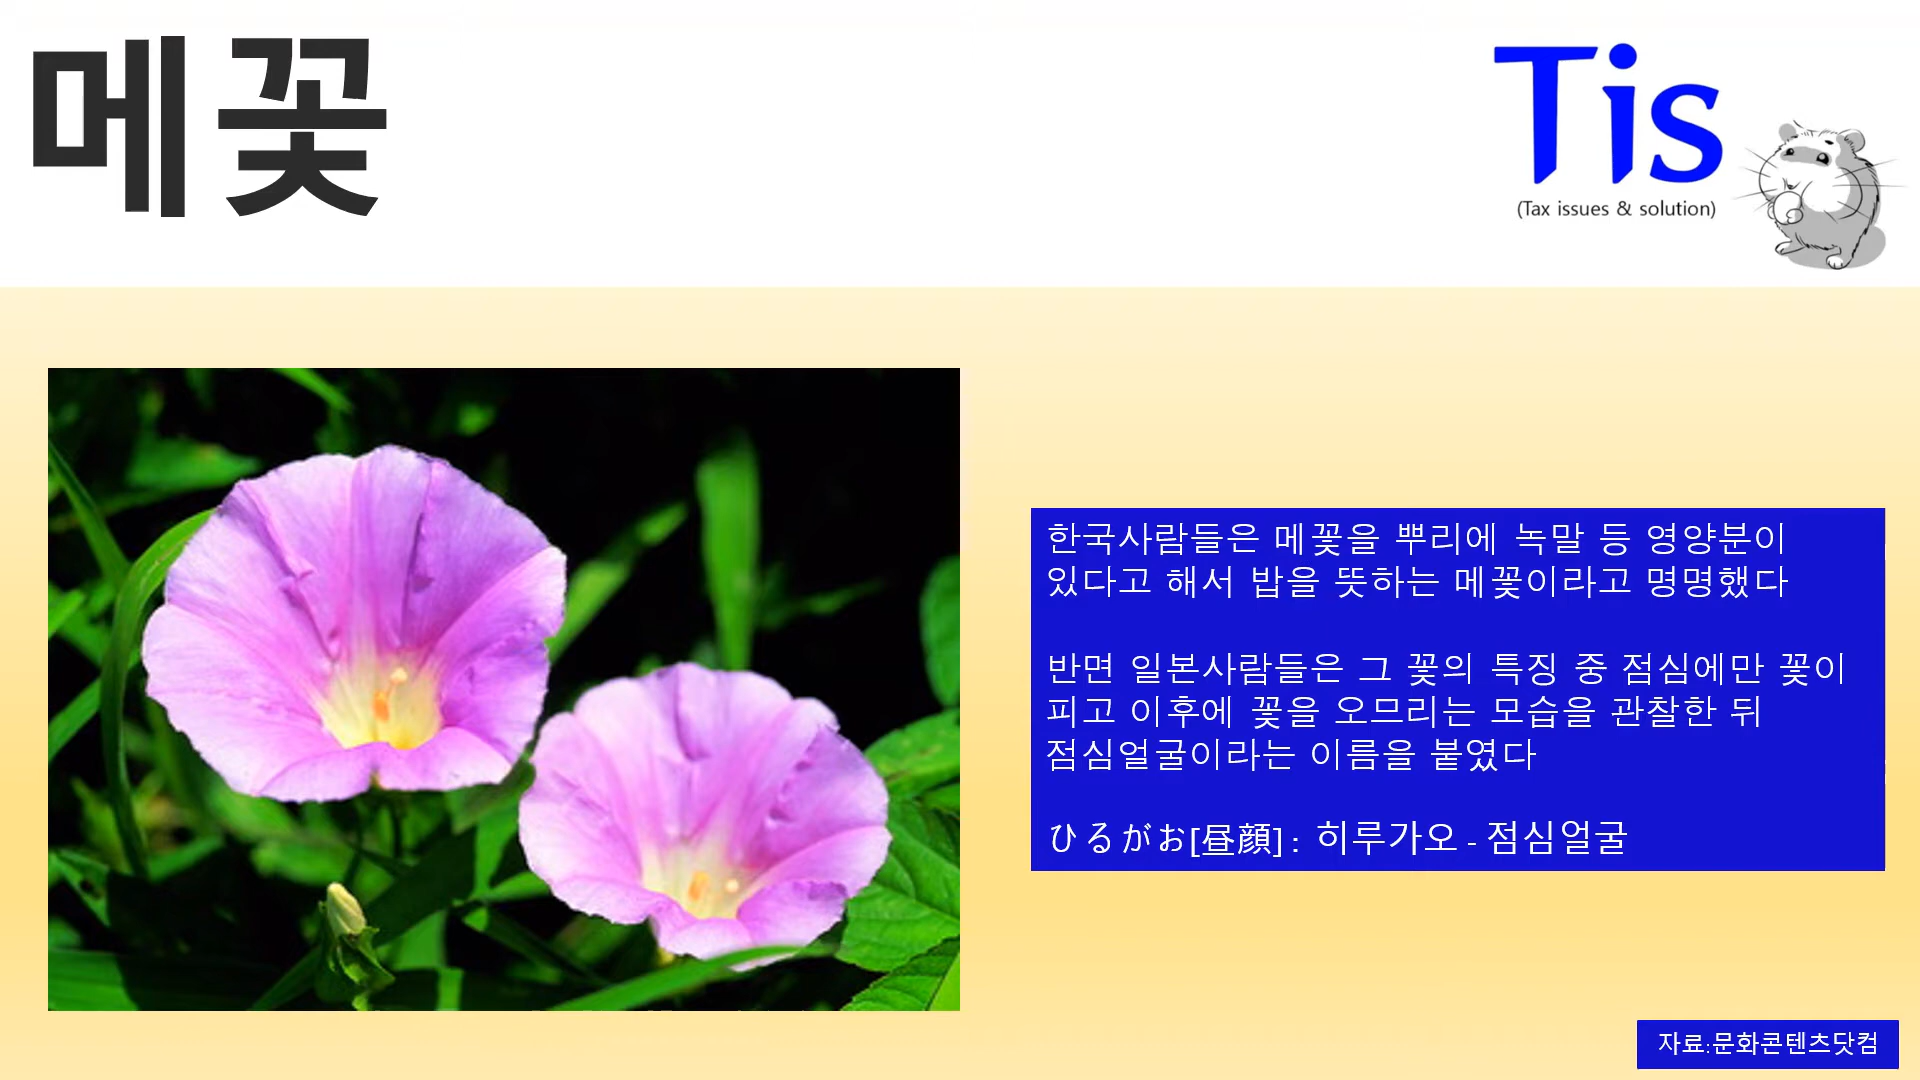 메꽃
Tis
(Tax issues & solution)
한국사람들은 메꽃을 뿌리에 녹말 등 영양분이
있다고 해서 밥을 뜻하는 메꽃이라고 명명했다
반면 일본사람들은 그 꽃의 특징 중 점심에만 꽃이
피고 이후에 꽃을 오므리는 모습을 관찰한 뒤
점심얼굴이라는 이름을 붙였다
ひるがお[昼顔] : 히루가오 - 점심얼굴
자료:문화콘텐츠닷컴